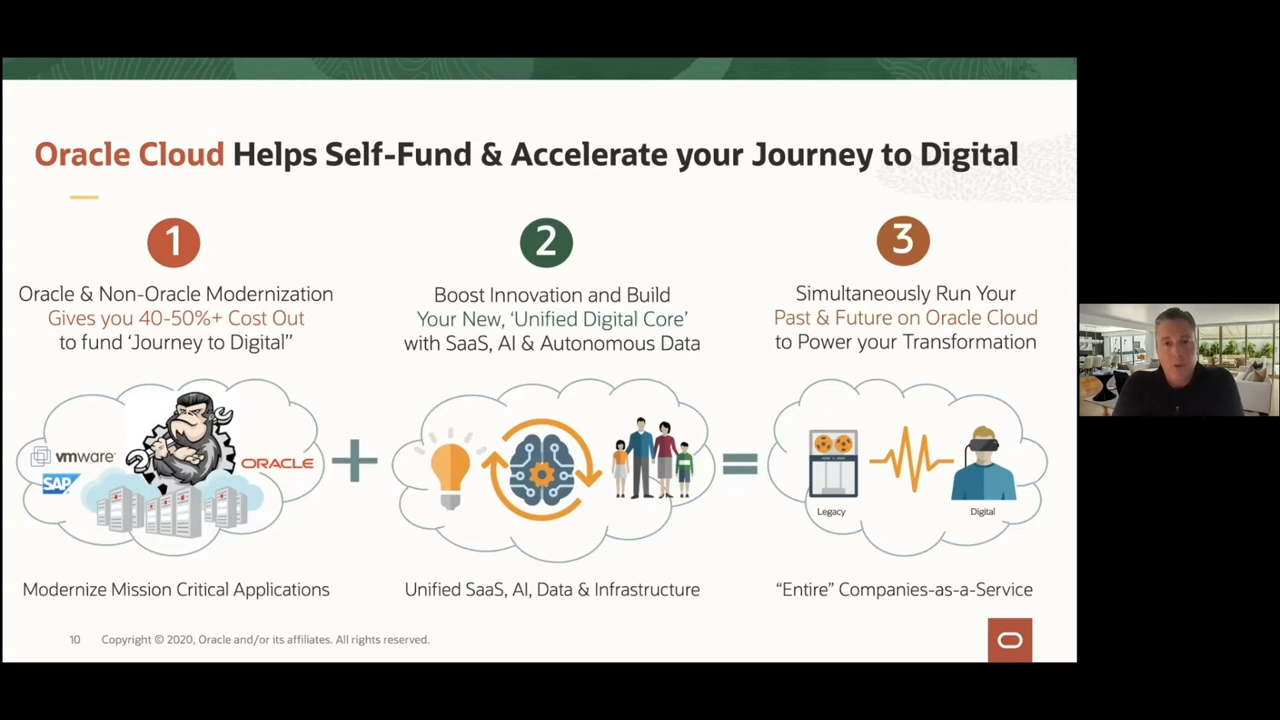 Oracle Cloud Helps Self-Fund & Accelerate your Journey to Digital
1
Oracle & Non-Oracle Modernization
Gives you 40-50%+ Cost Out
to fund ‘Journey to Digital”
vmware
SAP
ORACLE
Modernize Mission Critical Applications
2
Boost Innovation and Build
Your New, ‘Unified Digital Core’
with SaaS, AI & Autonomous Data
Unified SaaS, AI, Data & Infrastructure
3
Simultaneously Run Your
Past & Future on Oracle Cloud
to Power your Transformation
Legacy
Digital
“Entire” Companies-as-a-Service
10 Copyright © 2020, Oracle and/or its affiliates. All rights reserved.